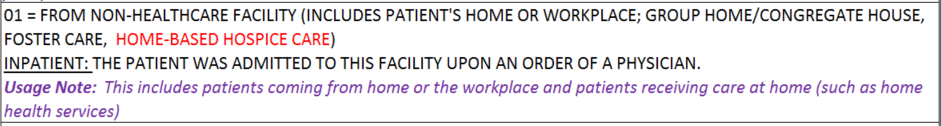 01 = FROM NON-HEALTHCARE FACILITY (INCLUDES PATIENT'S HOME OR WORKPLACE; GROUP HOME/CONGREGATE HOUSE,
FOSTER CARE, HOME-BASED HOSPICE CARE)
INPATIENT: THE PATIENT WAS ADMITTED TO THIS FACILITY UPON AN ORDER OF A PHYSICIAN.
Usage Note: This includes patients coming from home or the workplace and patients receiving care at home (such as home
health services)